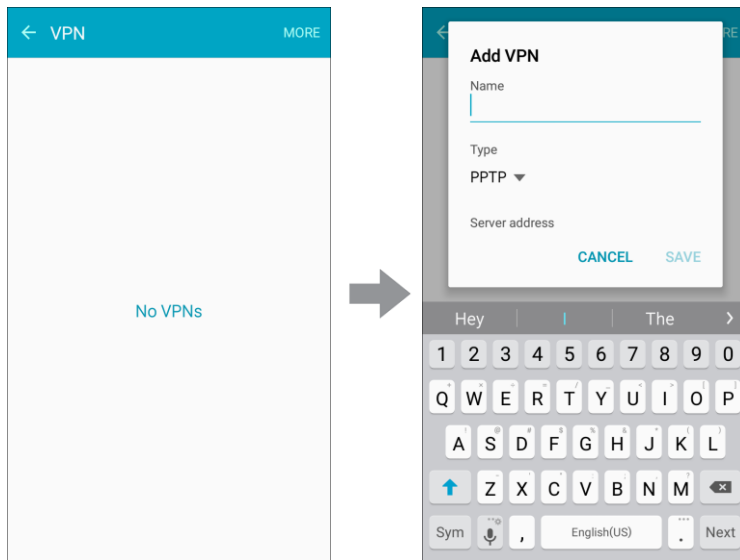 VPN
MORE
No VPNs
RE
Add VPN
Name
Type
PPTP
Server address
CANCEL SAVE
Hey I The
1 2 3 4 5 6 7 8 9 0
Q W E R T Y U I O P
A S D F G H J K L
Z X C V B N M
Sym , English(US) . Next